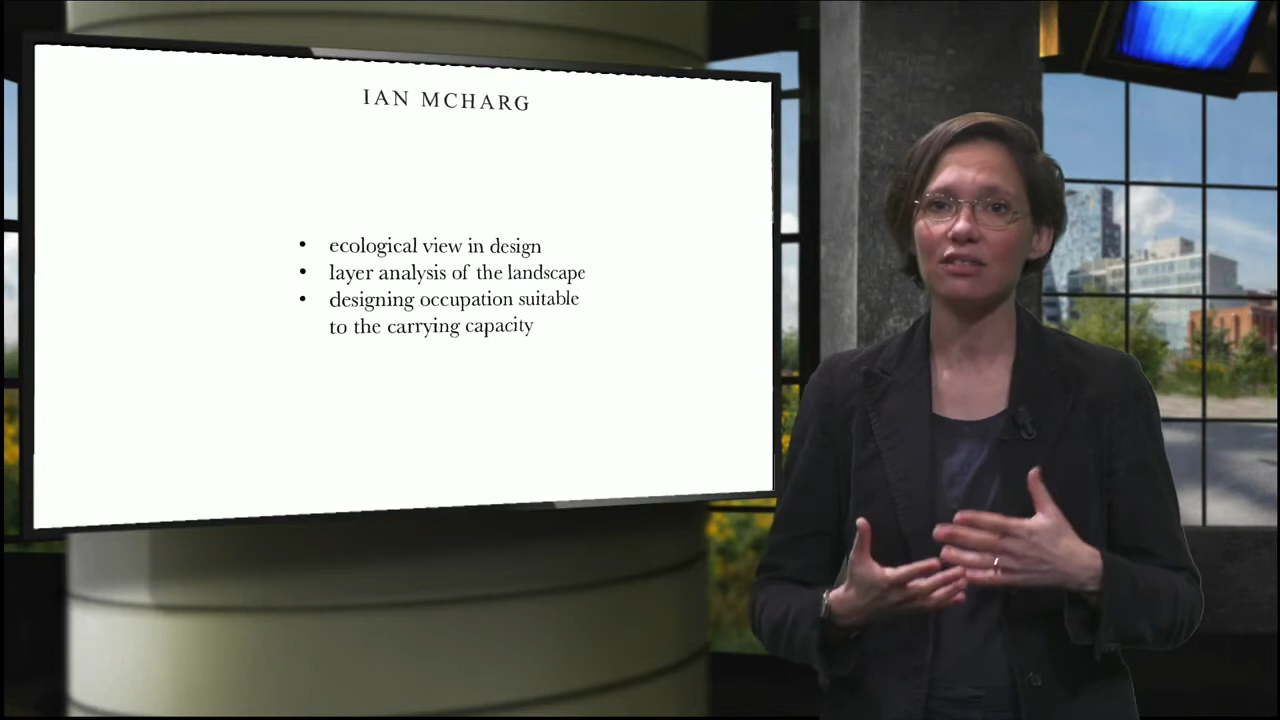 IAN MCHARG
• ecological view in design
• layer analysis of the landscape
• designing occupation suitable
to the carrying capacity